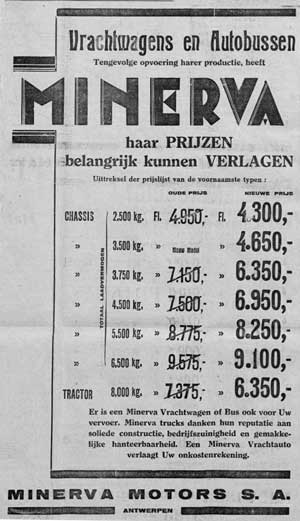 Vrachtwagens en Autobussen
Tengevolge opvoering harer productie, heeft
MINERVA
haar PRIJZEN
belangrijk kunnen VERLAGEN
Uittreksel der prijslijst van de voornaamste typen :
OUDE PRIJS NIEUWE PRIJS
CHASSIS 2.500 kg. Fl. 4.950,- Fl. 4.300,-
» 3.500 kg. » Nieuw Model » 4.650,-
» 3.750 kg. » 7.150,- » 6.350,-
» 4.500 kg. » 7.500,- » 6.950,-
» 5.500 kg. » 8.775,- » 8.250,-
» 6.500 kg. » 9.575,- » 9.100,-
TRACTOR 8.000 kg. » 7.375,- » 6.350,-
TOTAAL LAADVERMOGEN
Er is een Minerva Vrachtwagen of Bus ook voor Uw
vervoer. Minerva trucks danken hun reputatie aan
soliede constructie, bedrijfszuinigheid en gemakke-
lijke hanteerbaarheid. Een Minerva Vrachtauto
verlaagt Uw onkostenrekening.
MINERVA MOTORS S. A.
ANTWERPEN